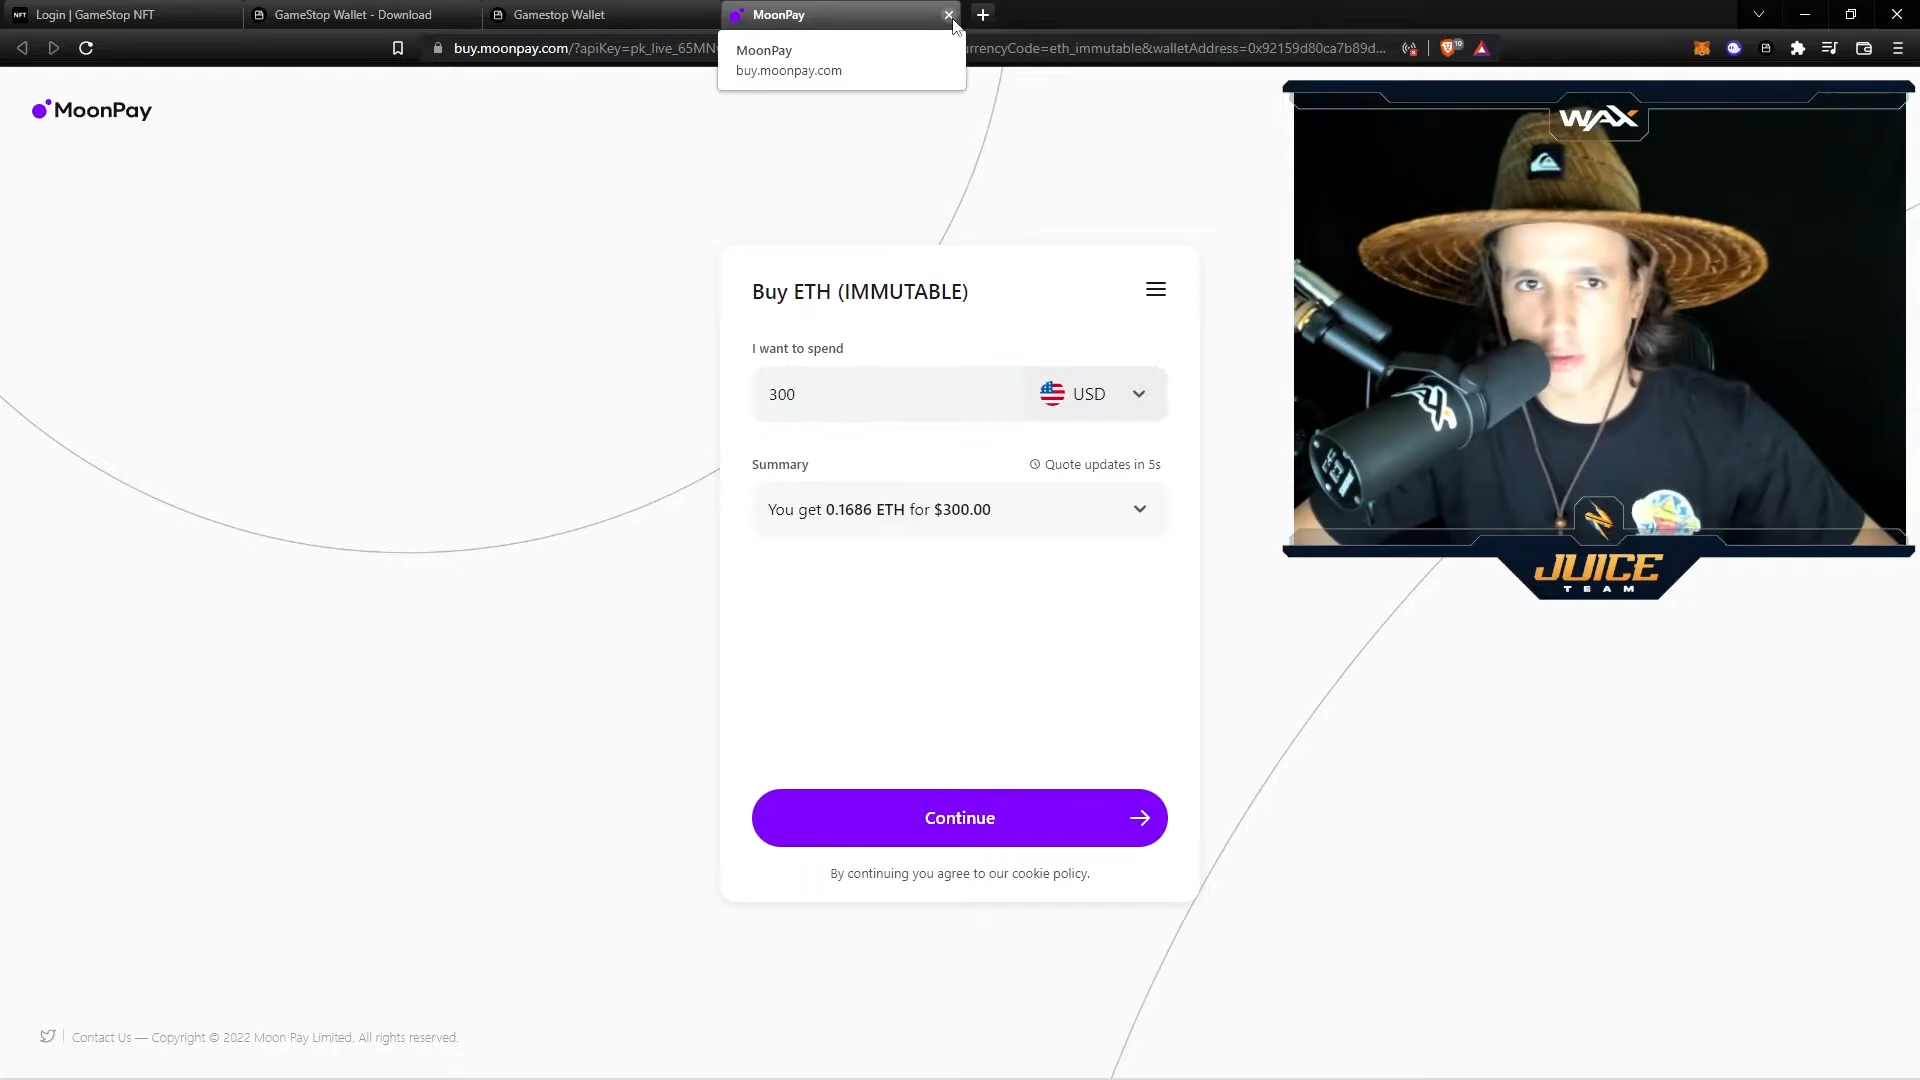 NFT Login | GameStop NFT
GameStop Wallet - Download
Gamestop Wallet
MoonPay
buy.moonpay.com/?apiKey=pk_live_65MN
urrencyCode=eth_immutable&walletAddress=0x92159d80ca7b89d...
10
MoonPay
buy.moonpay.com
MoonPay
WAX
Buy ETH (IMMUTABLE)
I want to spend
300
USD
Summary
Quote updates in 5s
You get 0.1686 ETH for $300.00
JUICE
TEAM
Continue
By continuing you agree to our cookie policy.
Contact Us — Copyright © 2022 Moon Pay Limited. All rights reserved.